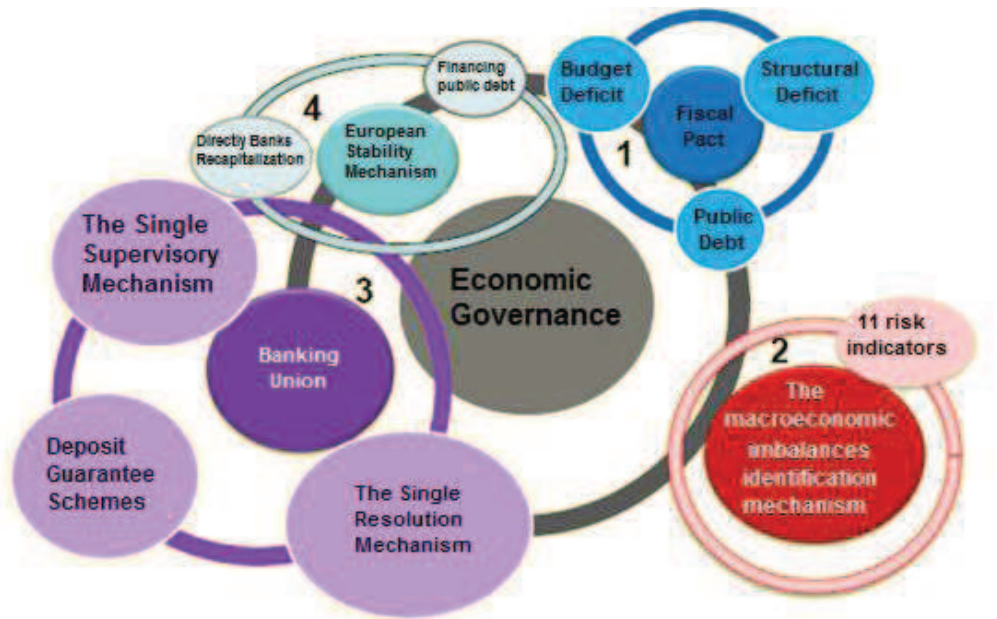 Financing
public debt
4
Directly Banks
Recapitalization
European
Stability
Mechanism
Budget
Deficit
Structural
Deficit
Fiscal
Pact
1
Public
Debt
The Single
Supervisory
Mechanism
3
Economic
Governance
Banking
Union
11 risk
indicators
2
The
macroeconomic
imbalances
identification
mechanism
Deposit
Guarantee
Schemes
The Single
Resolution
Mechanism